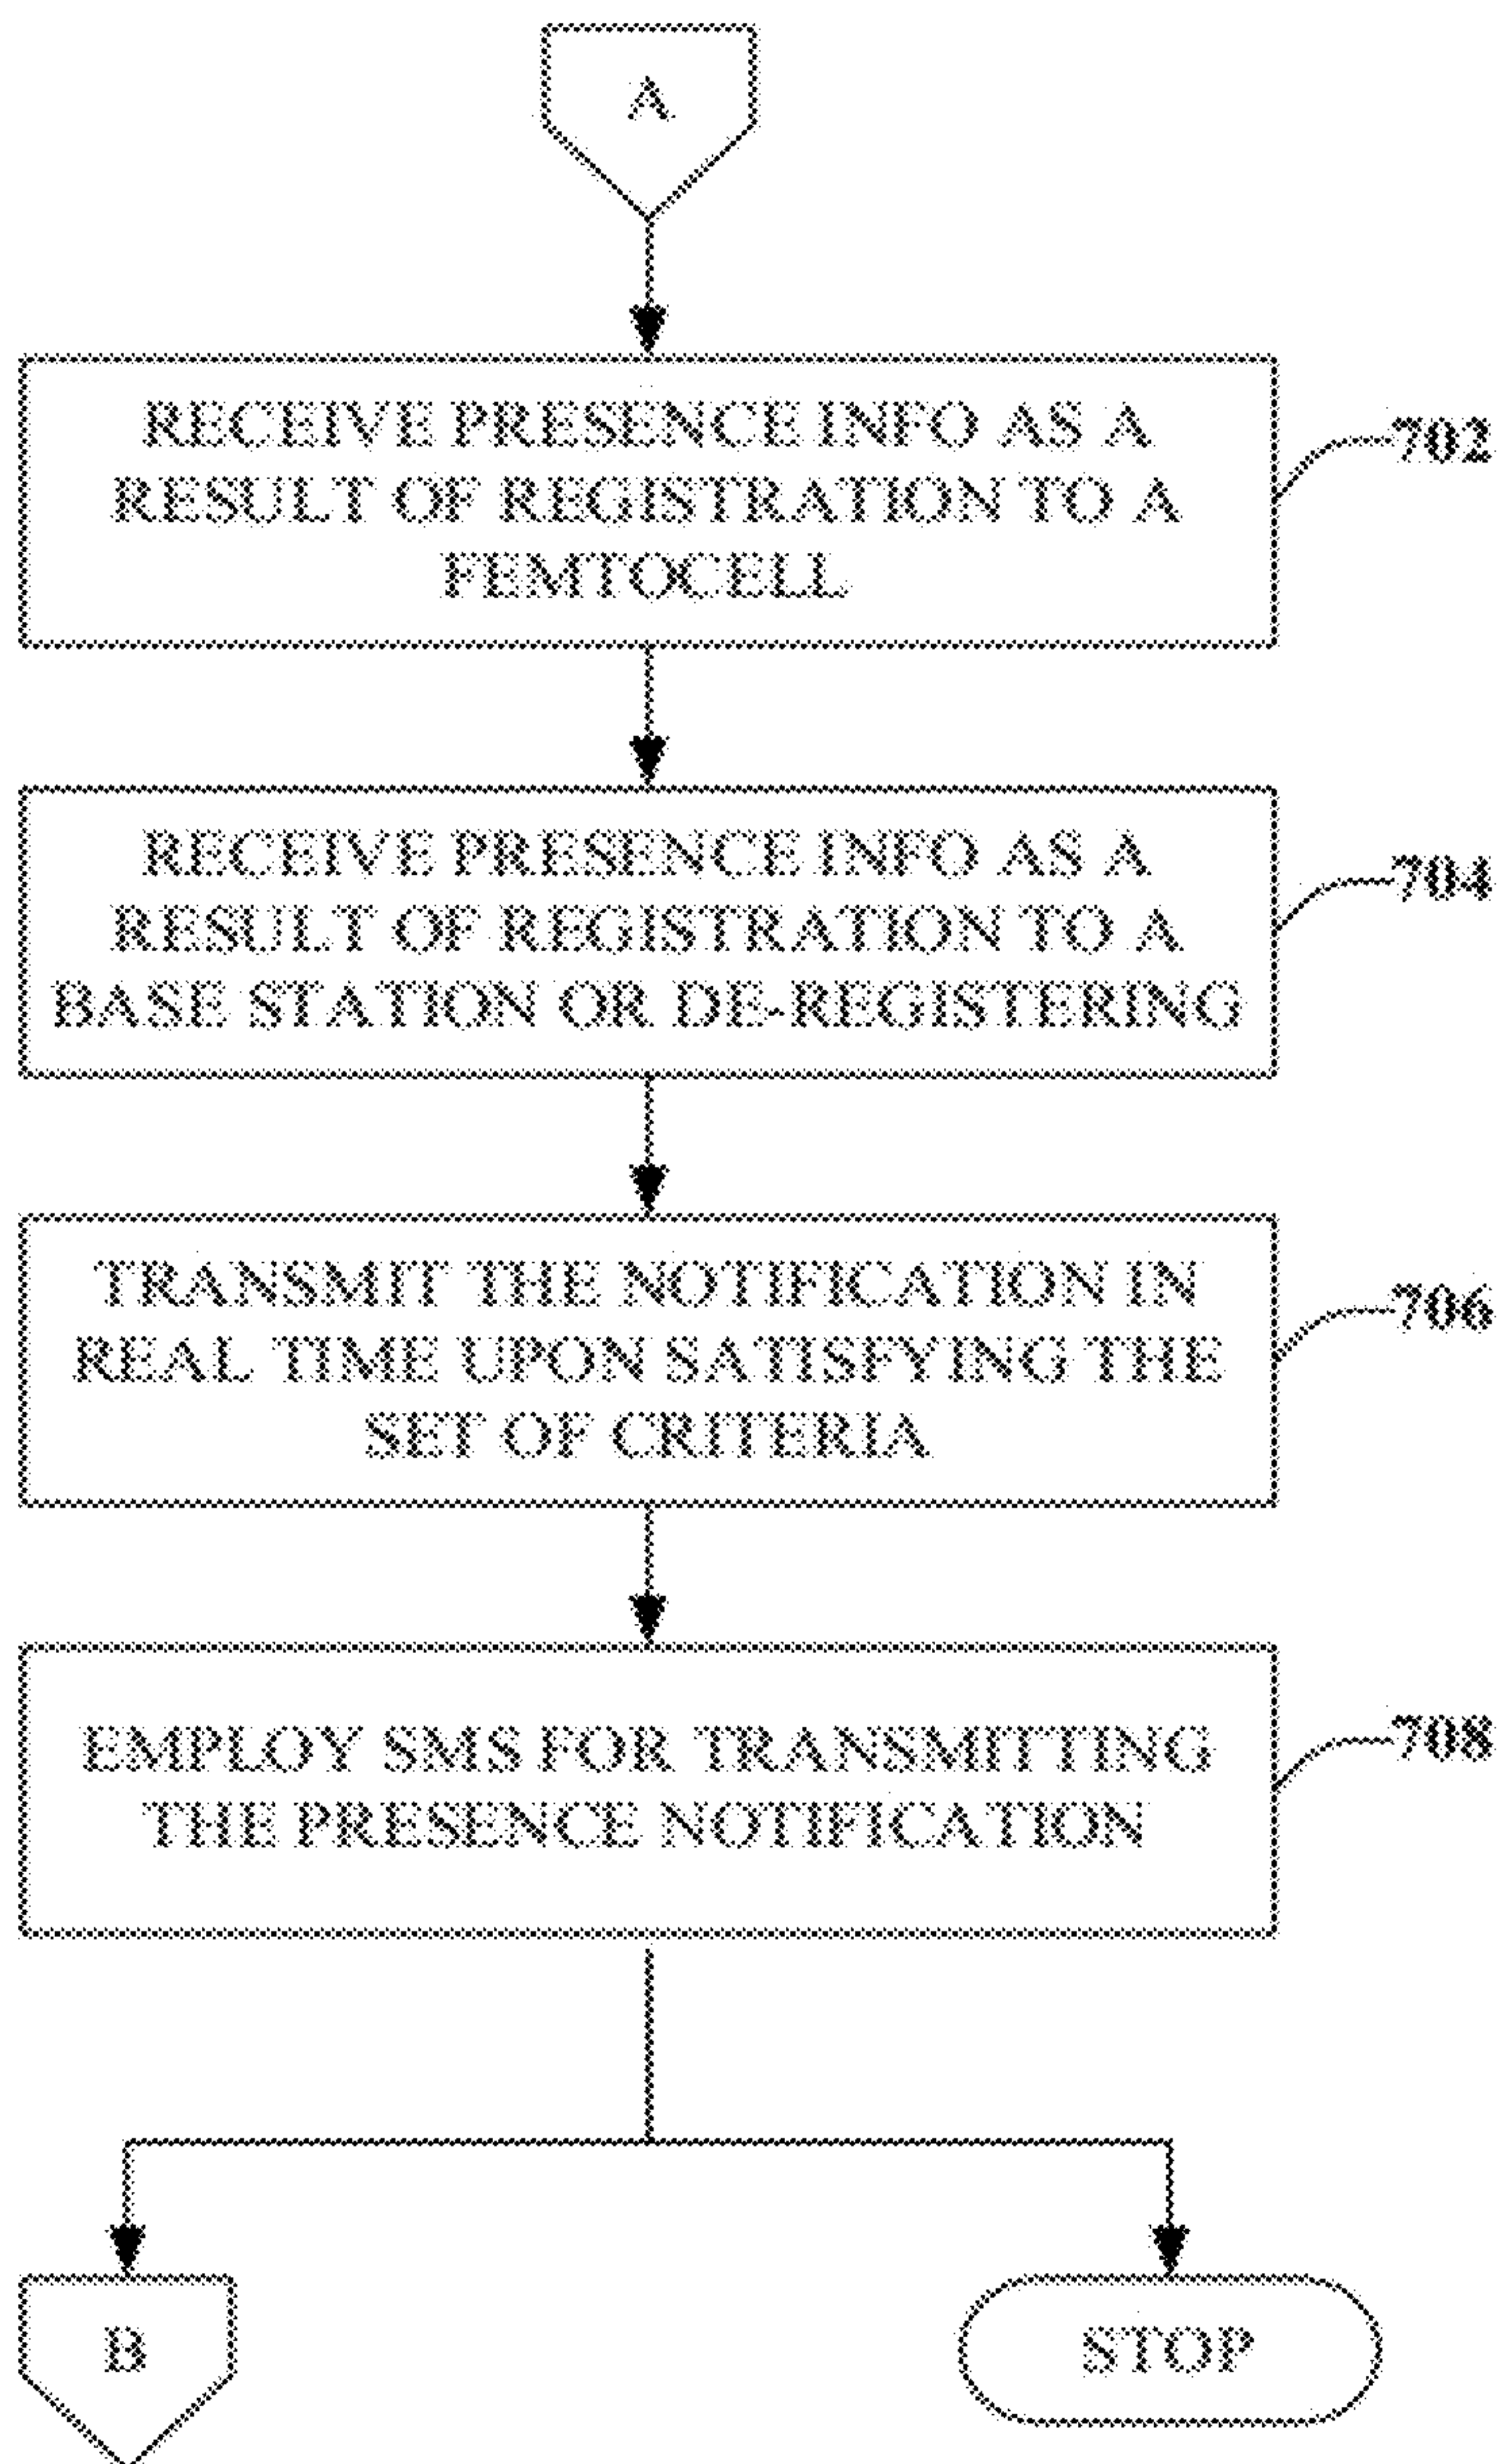 A
RECEIVE PRESENCE INFO AS A
RESULT OF REGISTRATION TO A
FEMTOCELL
702
RECEIVE PRESENCE INFO AS A
RESULT OF REGISTRATION TO A
BASE STATION OR DE-REGISTERING
704
TRANSMIT THE NOTIFICATION IN
REAL TIME UPON SATISFYING THE
SET OF CRITERIA
706
EMPLOY SMS FOR TRANSMITTING
THE PRESENCE NOTIFICATION
708
B
STOP